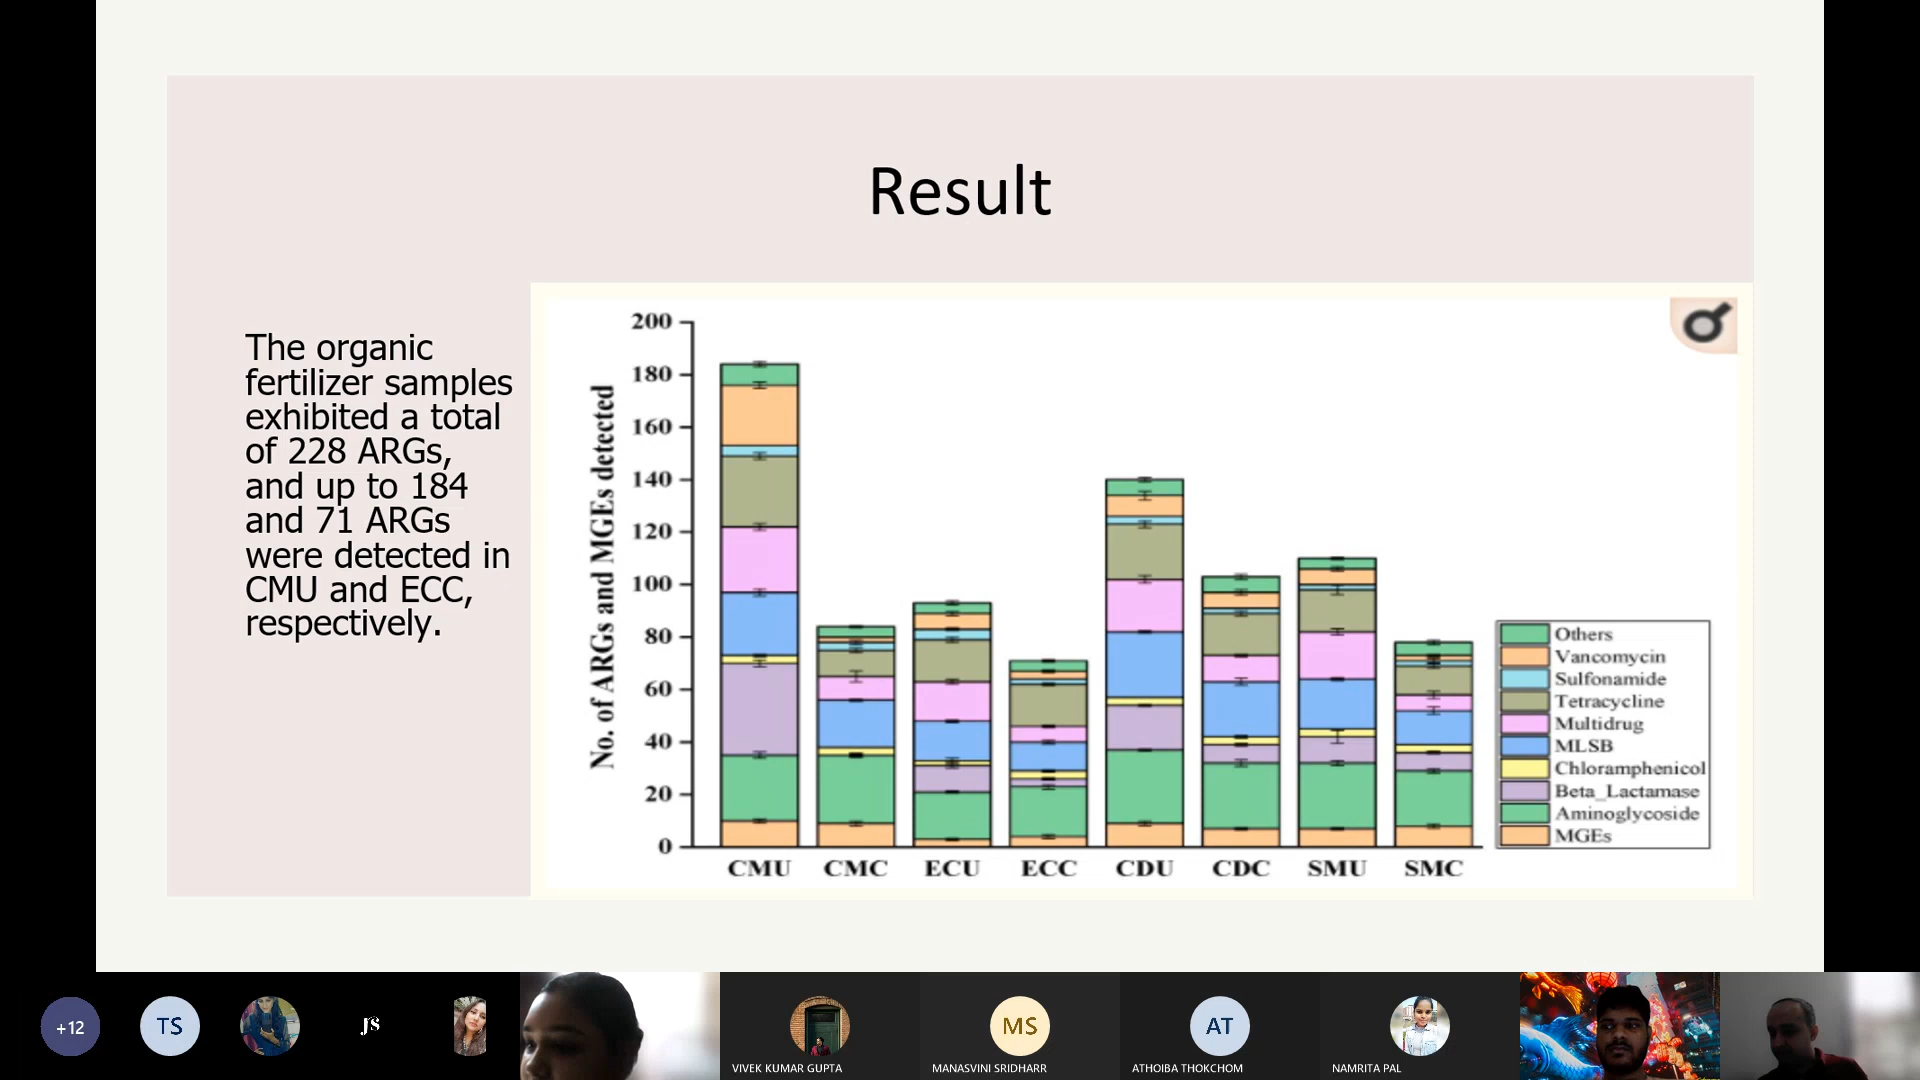 Result
The organic
fertilizer samples
exhibited a total
of 228 ARGs,
and up to 184
and 71 ARGs
were detected in
CMU and ECC,
respectively.
No. of ARGs and MGEs detected
200
180
160
140
120
100
80
60
40
20
0
CMU CMC ECU ECC CDU CDC SMU SMC
Others
Vancomycin
Sulfonamide
Tetracycline
Multidrug
MLSB
Chloramphenicol
Beta_Lactamase
Aminoglycoside
MGEs
+12 TS JS MS AT
VIVEK KUMAR GUPTA MANASVINI SRIDHARR ATHOIBA THOKCHOM NAMRITA PAL